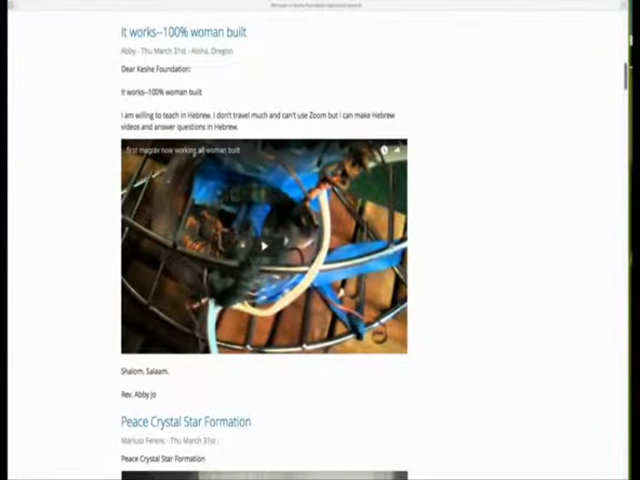 It works--100% woman built
Abby - Thu March 31st - Aloha, Oregon
Dear Keshe Foundation:
It works--100% woman built
I am willing to teach in Hebrew. I don't travel much and can't use Zoom but I can make Hebrew
videos and answer questions in Hebrew.
first magrav now working all woman built
Shalom, Salaam,
Rev. Abby Jo
Peace Crystal Star Formation
Mariusz Ferenc - Thu March 31st -
Peace Crystal Star Formation